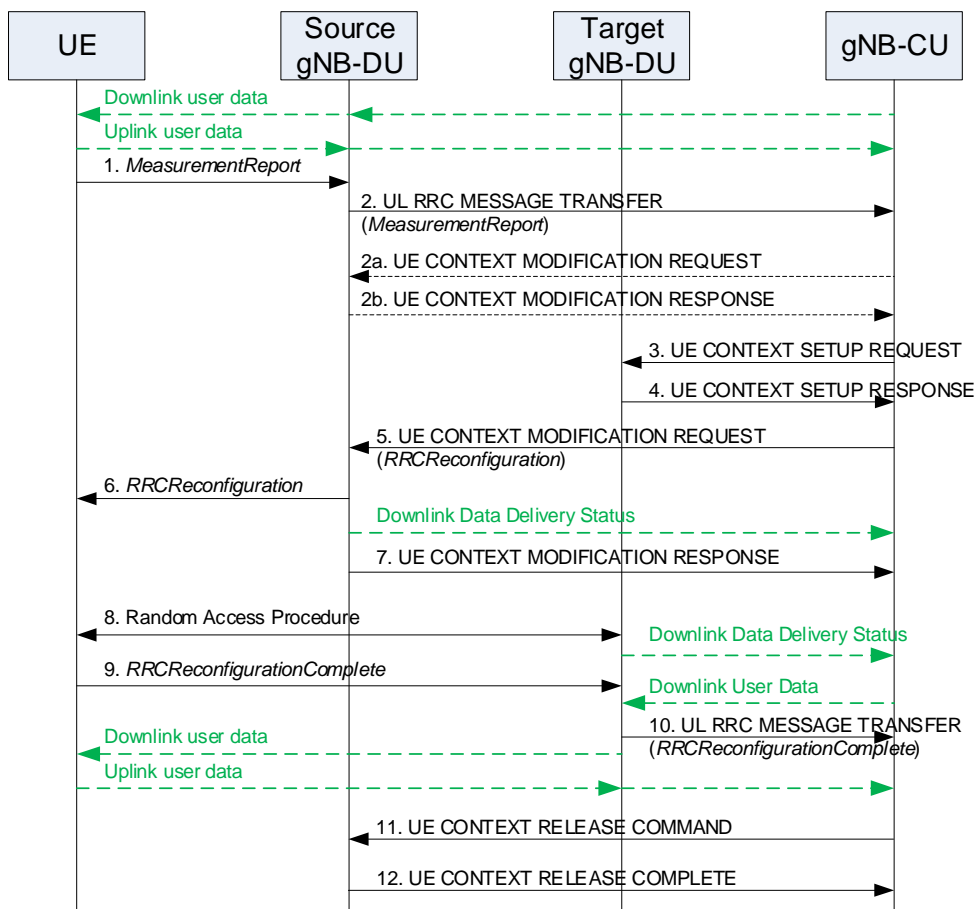 UE
Source
gNB-DU
Target
gNB-DU
gNB-CU
Downlink user data
Uplink user data
1. MeasurementReport
2. UL RRC MESSAGE TRANSFER
(MeasurementReport)
2a. UE CONTEXT MODIFICATION REQUEST
2b. UE CONTEXT MODIFICATION RESPONSE
3. UE CONTEXT SETUP REQUEST
4. UE CONTEXT SETUP RESPONSE
5. UE CONTEXT MODIFICATION REQUEST
(RRCReconfiguration)
6. RRCReconfiguration
Downlink Data Delivery Status
7. UE CONTEXT MODIFICATION RESPONSE
8. Random Access Procedure
Downlink Data Delivery Status
9. RRCReconfigurationComplete
Downlink User Data
10. UL RRC MESSAGE TRANSFER
(RRCReconfigurationComplete)
Downlink user data
Uplink user data
11. UE CONTEXT RELEASE COMMAND
12. UE CONTEXT RELEASE COMPLETE